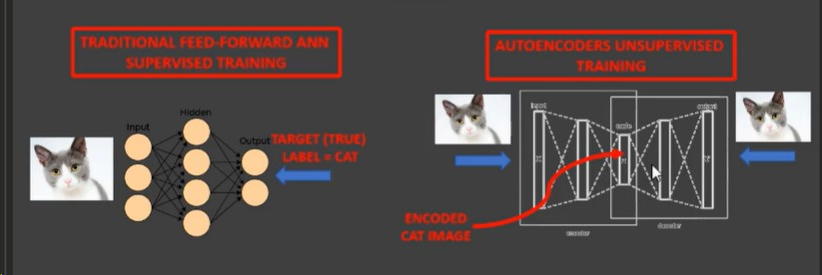 TRADITIONAL FEED-FORWARD ANN
SUPERVISED TRAINING
Input
Hidden
Output
TARGET (TRUE)
LABEL = CAT
AUTOENCODERS UNSUPERVISED
TRAINING
input
code
output
ENCODED
CAT IMAGE
encoder
decoder